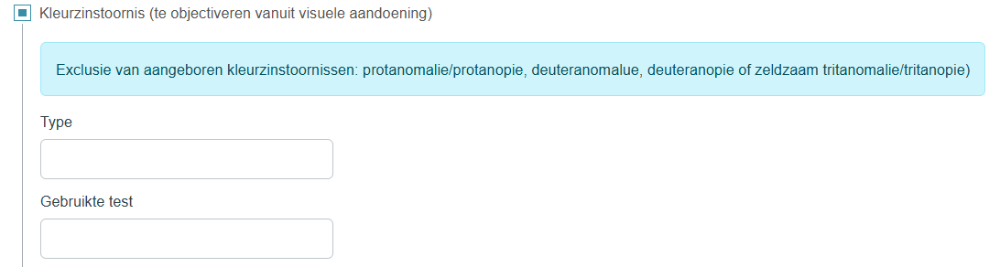 Kleurzinstoornis (te objectiveren vanuit visuele aandoening)
Exclusie van aangeboren kleurzinstoornissen: protanomalie/protanopie, deuteranomalue, deuteranopie of zeldzaam tritanomalie/tritanopie)
Type
Gebruikte test